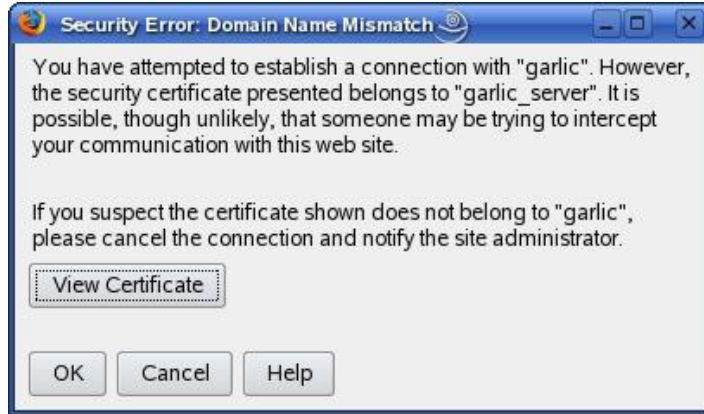 Security Error: Domain Name Mismatch
You have attempted to establish a connection with "garlic". However,
the security certificate presented belongs to "garlic_server". It is
possible, though unlikely, that someone may be trying to intercept
your communication with this web site.
If you suspect the certificate shown does not belong to "garlic",
please cancel the connection and notify the site administrator.
View Certificate
OK Cancel Help